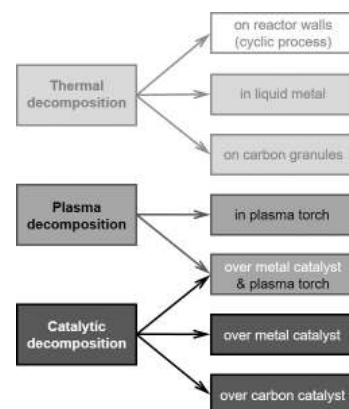 on reactor walls
(cyclic process)
Thermal
decomposition
in liquid metal
on carbon granules
Plasma
decomposition
in plasma torch
over metal catalyst
& plasma torch
Catalytic
decomposition
over metal catalyst
over carbon catalyst